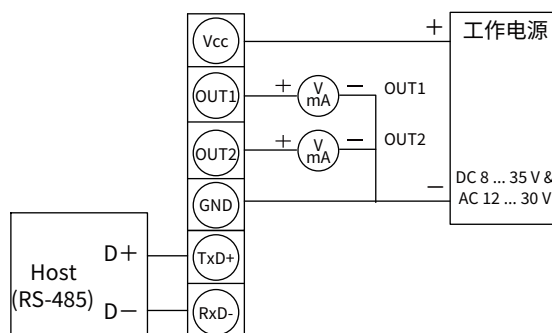 Vcc
+
工作电源
OUT1
+
V
mA
−
OUT1
OUT2
+
V
mA
−
OUT2
GND
−
DC 8 ... 35 V &
AC 12 ... 30 V
Host
(RS-485)
D+
TxD+
D−
RxD-